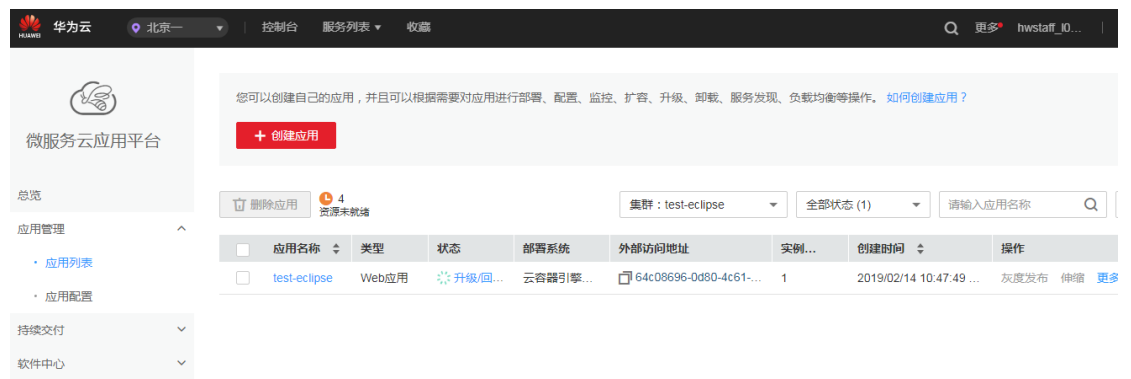 HUAWEI 华为云 北京一 控制台 服务列表 收藏 更多 hwstaff_l0...
微服务云应用平台
总览
应用管理
应用列表
应用配置
持续交付
软件中心
您可以创建自己的应用，并且可以根据需要对应用进行部署、配置、监控、扩容、升级、卸载、服务发现、负载均衡等操作。 如何创建应用？
+ 创建应用
删除应用 4 集群：test-eclipse 全部状态 (1) 请输入应用名称
资源未就绪
应用名称 类型 状态 部署系统 外部访问地址 实例... 创建时间 操作
test-eclipse Web应用 升级/回... 云容器引擎... 64c08696-0d80-4c61-... 1 2019/02/14 10:47:49 ... 灰度发布 伸缩 更多